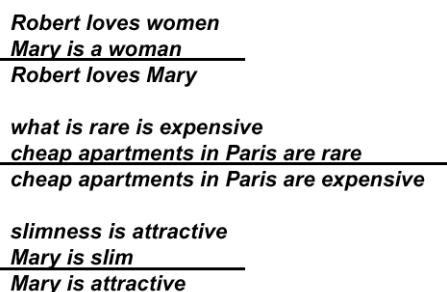 Robert loves women
Mary is a woman
Robert loves Mary
what is rare is expensive
cheap apartments in Paris are rare
cheap apartments in Paris are expensive
slimness is attractive
Mary is slim
Mary is attractive